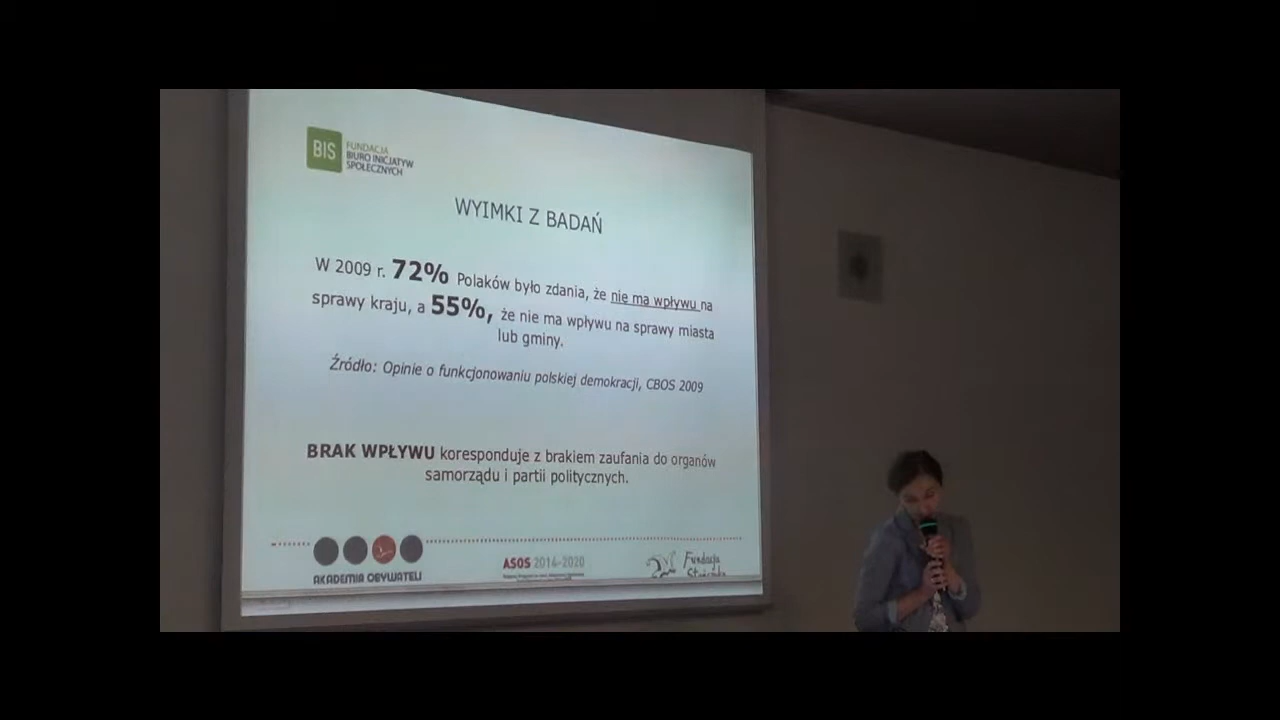 BIS
FUNDACJA
BIURO INICJATYW
SPOŁECZNYCH
WYIMKI Z BADAŃ
W 2009 r. 72% Polaków było zdania, że nie ma wpływu na
sprawy kraju, a 55%, że nie ma wpływu na sprawy miasta
lub gminy.
Źródło: Opinie o funkcjonowaniu polskiej demokracji, CBOS 2009
BRAK WPŁYWU koresponduje z brakiem zaufania do organów
samorządu i partii politycznych.
AKADEMIA OBYWATELI
ASOS 2014-2020
Fundacja